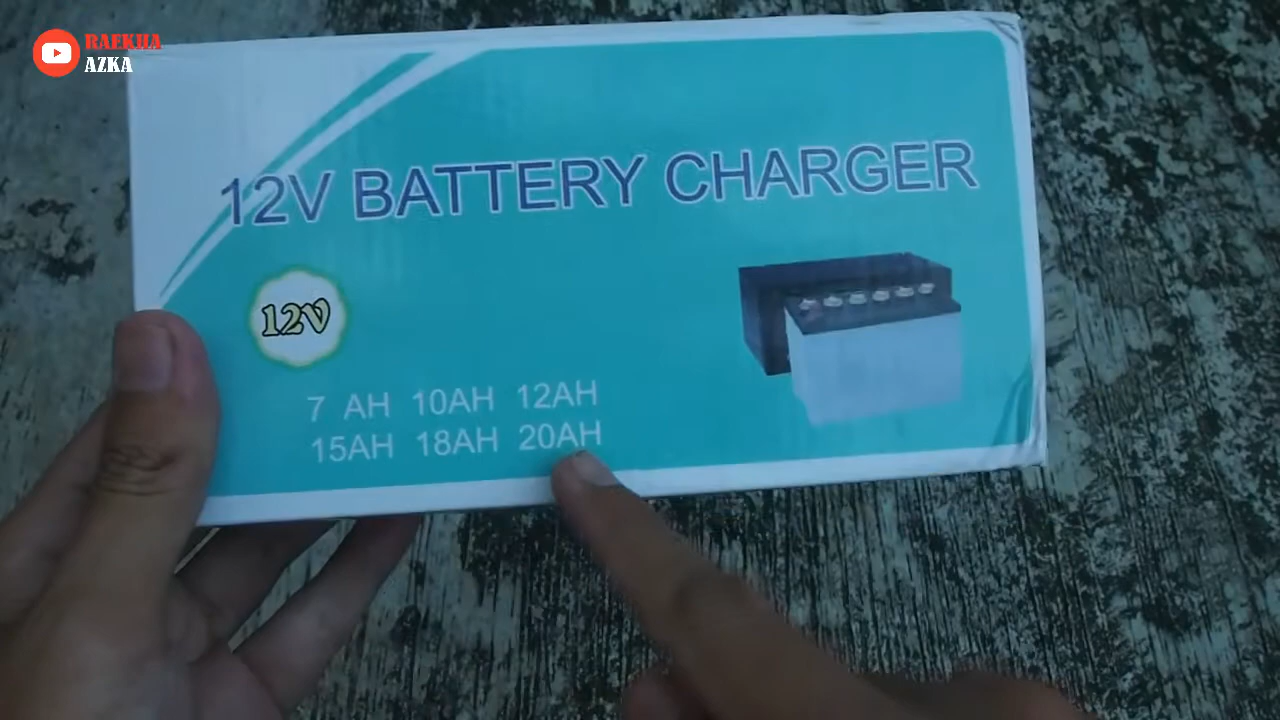 RAEKHA
AZKA
12V BATTERY CHARGER
12V
7 AH 10AH 12AH
15AH 18AH 20AH